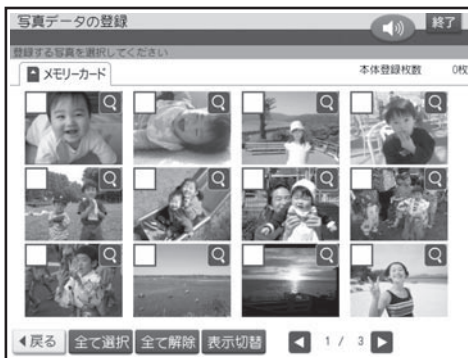 写真データの登録
終了
登録する写真を選択してください
メモリーカード
本体登録枚数 0枚
戻る 全て選択 全て解除 表示切替 1 / 3